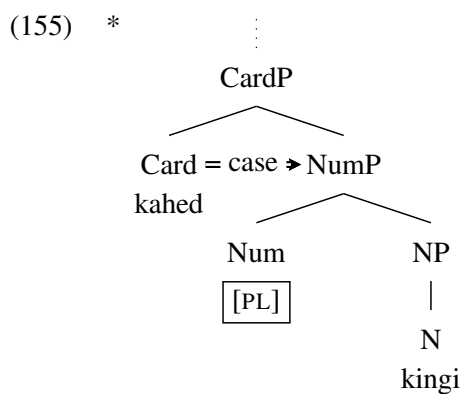 (155) *
CardP
Card = case ➔ NumP
kahed
Num NP
[PL]
N
kingi